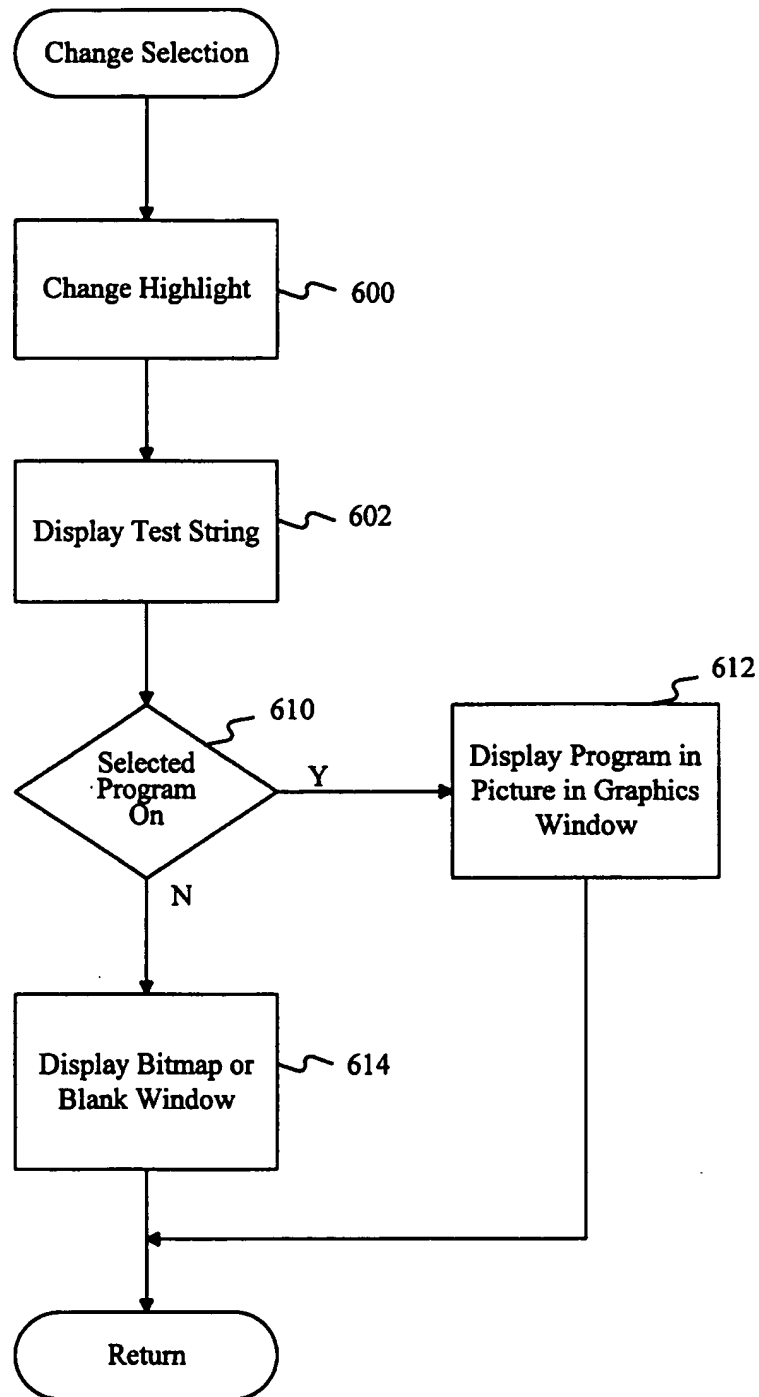 Change Selection
Change Highlight
600
Display Test String
602
610
Selected
Program
On
Y
N
612
Display Program in
Picture in Graphics
Window
Display Bitmap or
Blank Window
614
Return